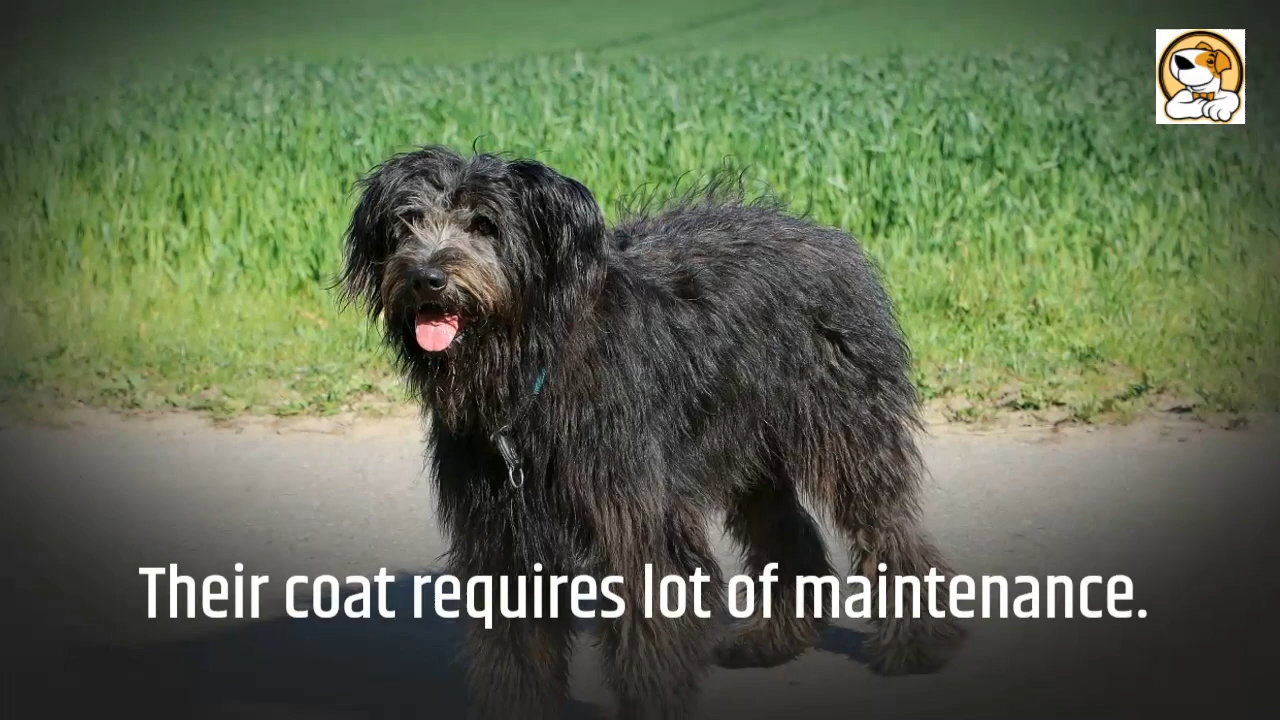 Their coat requires lot of maintenance.